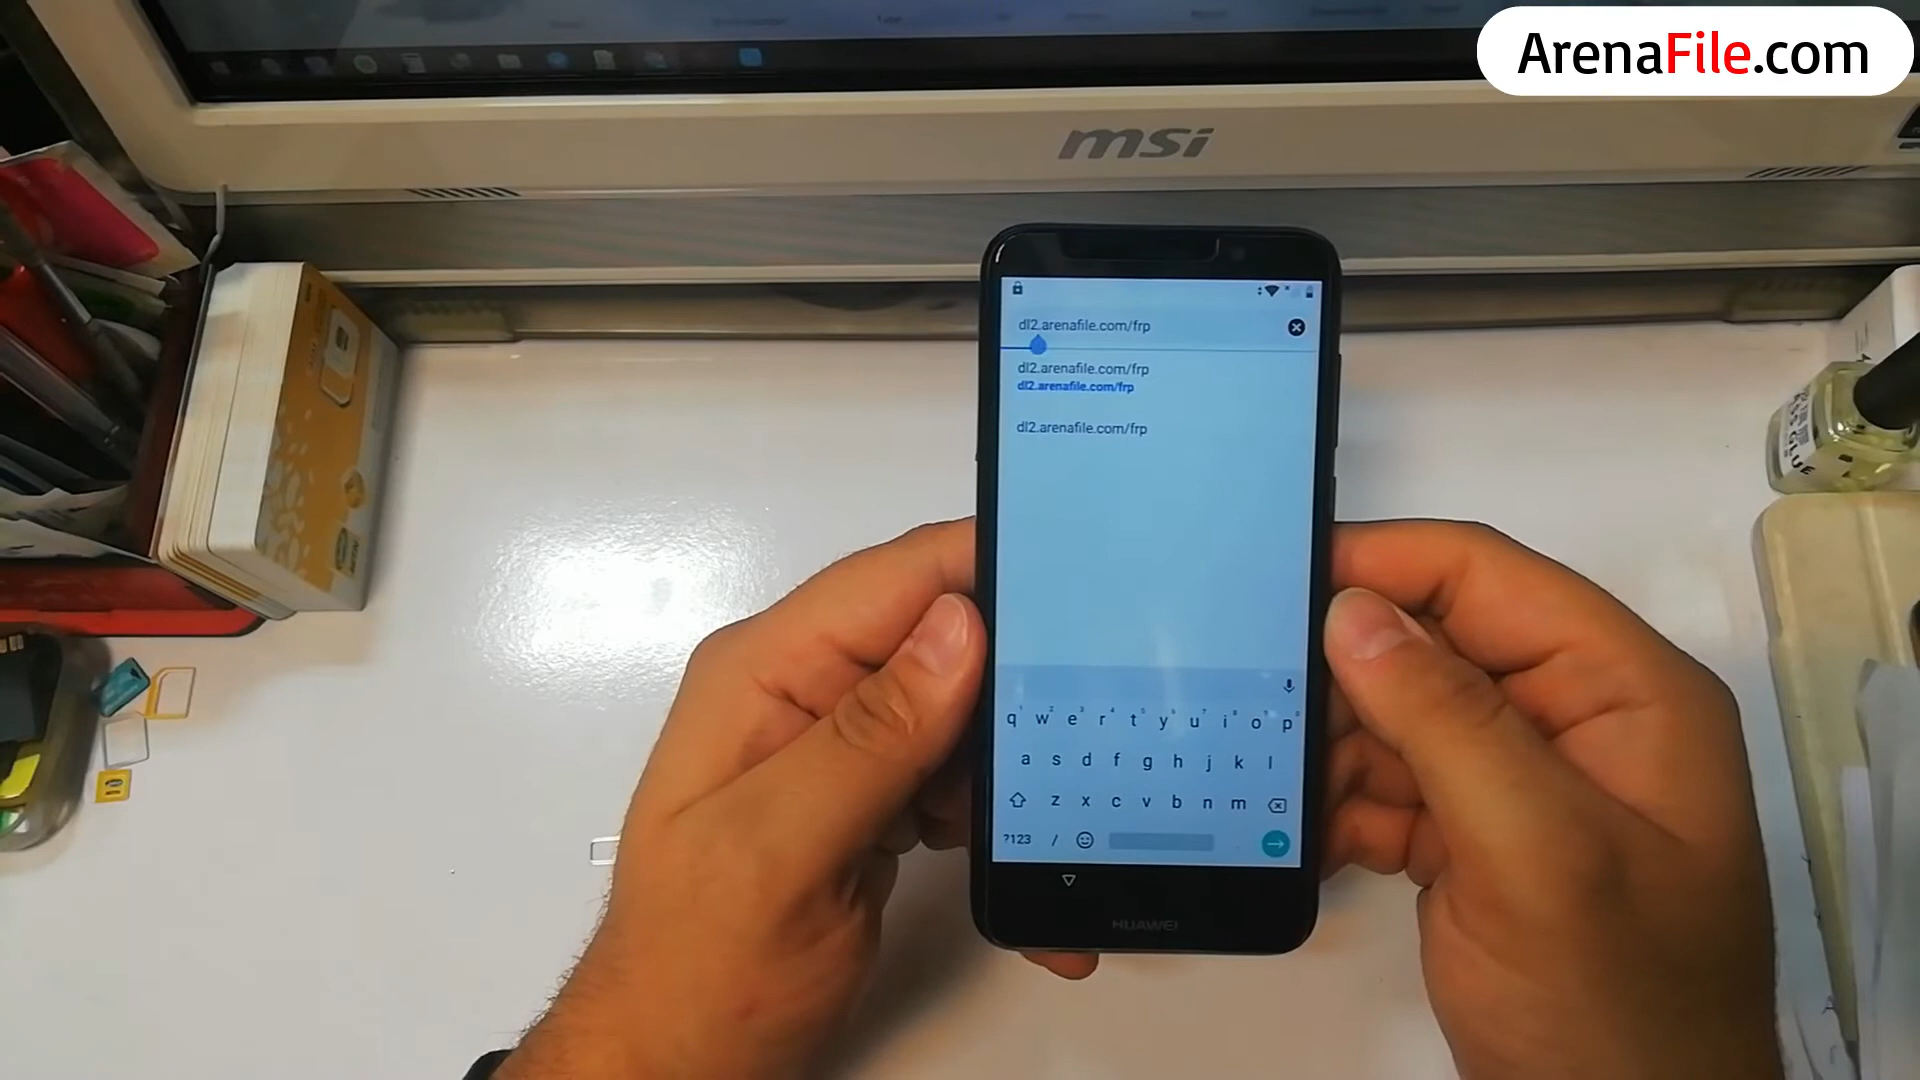 ArenaFile.com
msi
dl2.arenafile.com/frp
dl2.arenafile.com/frp
dl2.arenafile.com/frp
dl2.arenafile.com/frp
q w e r t y u i o p
a s d f g h j k l
z x c v b n m
?123 /
HUAWEI
GLUE